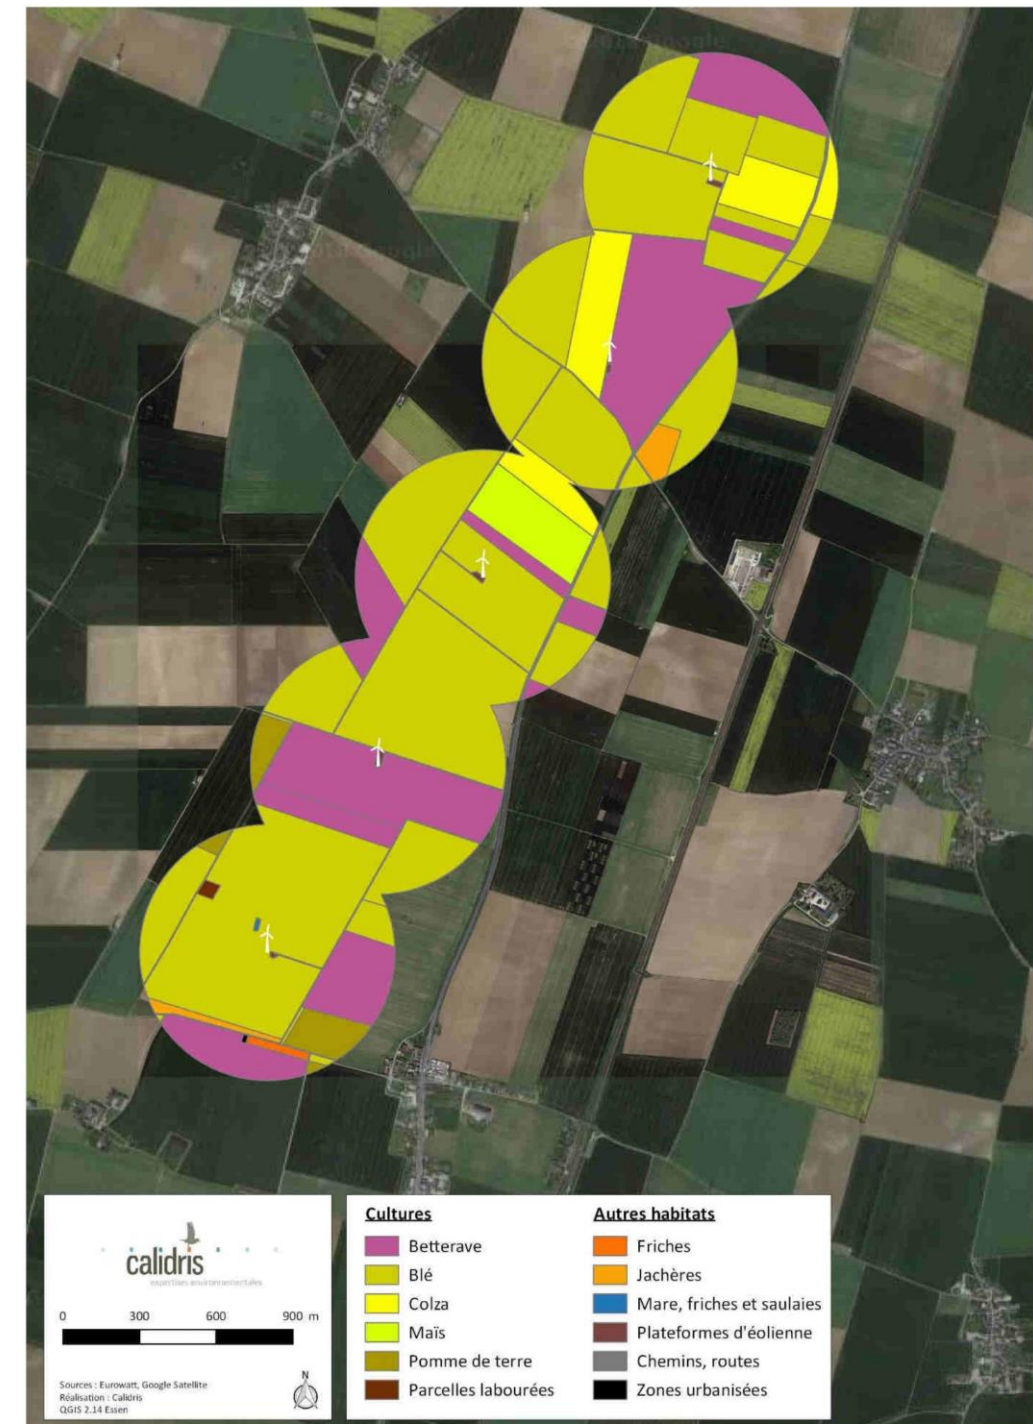 calidris
expertises environnementales
0 300 600 900 m
Sources : Eurowatt, Google Satellite
Réalisation : Calidris
QGIS 2.14 Essen
N
Cultures
Betterave
Blé
Colza
Maïs
Pomme de terre
Parcelles labourées
Autres habitats
Friches
Jachères
Mare, friches et saulaies
Plateformes d'éolienne
Chemins, routes
Zones urbanisées